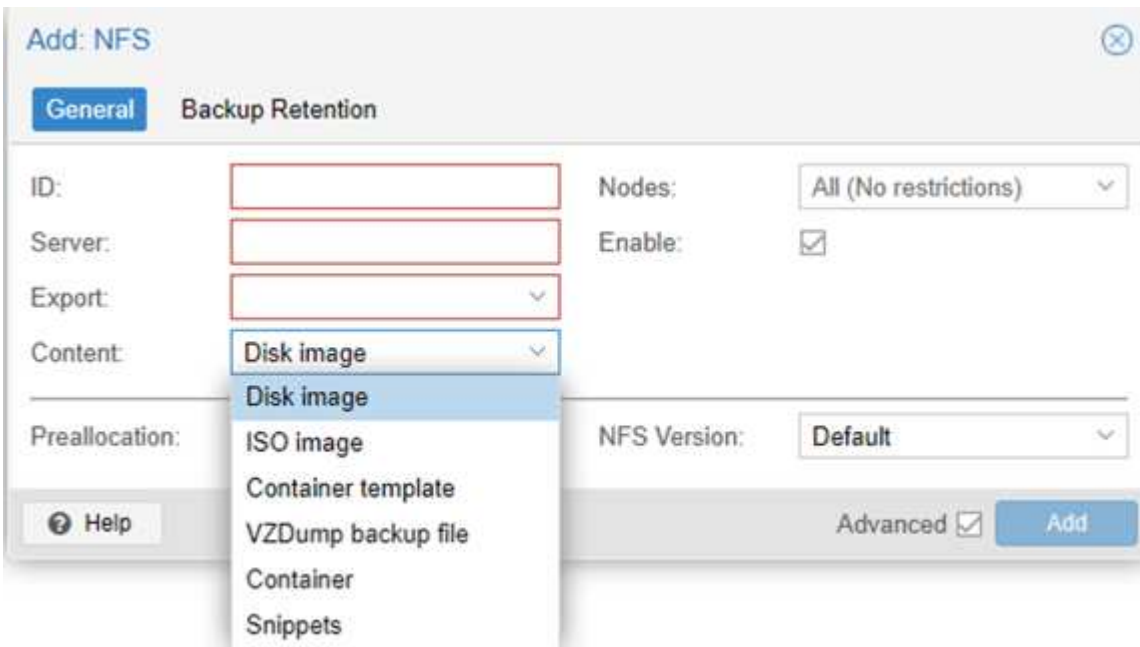 Add: NFS
General Backup Retention
ID: Nodes: All (No restrictions)
Server: Enable:
Export:
Content: Disk image
Disk image
Preallocation: ISO image NFS Version: Default
Container template
Help VZDump backup file Advanced Add
Container
Snippets